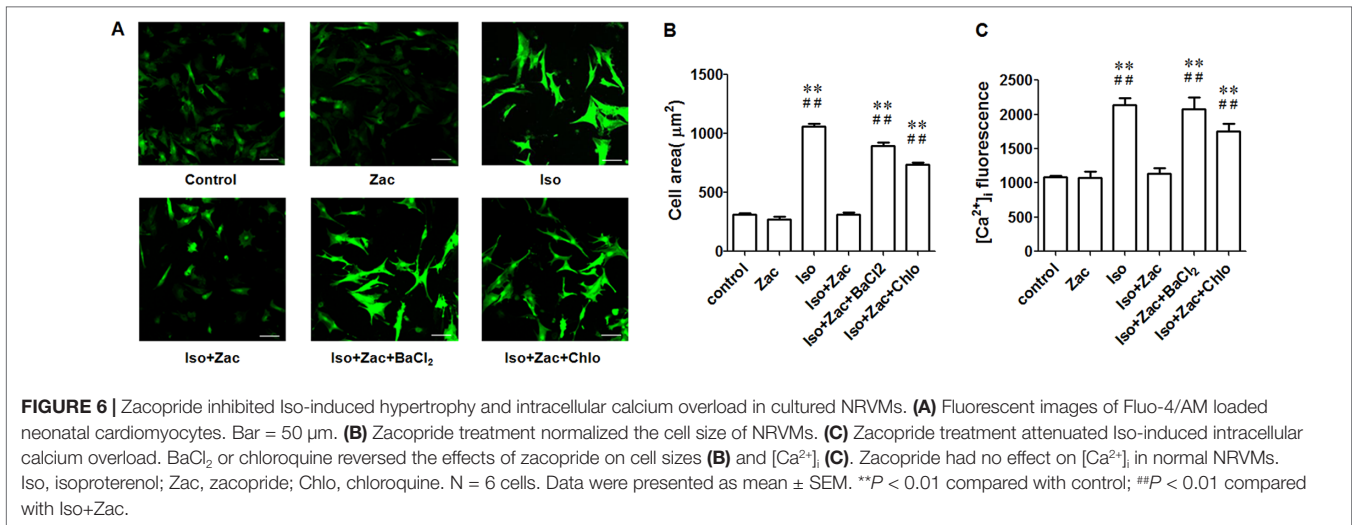 A
Control
Zac
Iso
Iso+Zac
Iso+Zac+BaCl₂
Iso+Zac+Chlo
B
Cell area( μm²)
1500
1000
500
0
control
Zac
Iso
Iso+Zac
Iso+Zac+BaCl2
Iso+Zac+Chlo
**
##
**
##
**
##
C
[Ca²⁺]ᵢ fluorescence
2500
2000
1500
1000
500
0
control
Zac
Iso
Iso+Zac
Iso+Zac+BaCl₂
Iso+Zac+Chlo
**
##
**
##
**
##
FIGURE 6 | Zacopride inhibited Iso-induced hypertrophy and intracellular calcium overload in cultured NRVMs. (A) Fluorescent images of Fluo-4/AM loaded
neonatal cardiomyocytes. Bar = 50 μm. (B) Zacopride treatment normalized the cell size of NRVMs. (C) Zacopride treatment attenuated Iso-induced intracellular
calcium overload. BaCl₂ or chloroquine reversed the effects of zacopride on cell sizes (B) and [Ca²⁺]ᵢ (C). Zacopride had no effect on [Ca²⁺]ᵢ in normal NRVMs.
Iso, isoproterenol; Zac, zacopride; Chlo, chloroquine. N = 6 cells. Data were presented as mean ± SEM. **P < 0.01 compared with control; ##P < 0.01 compared
with Iso+Zac.